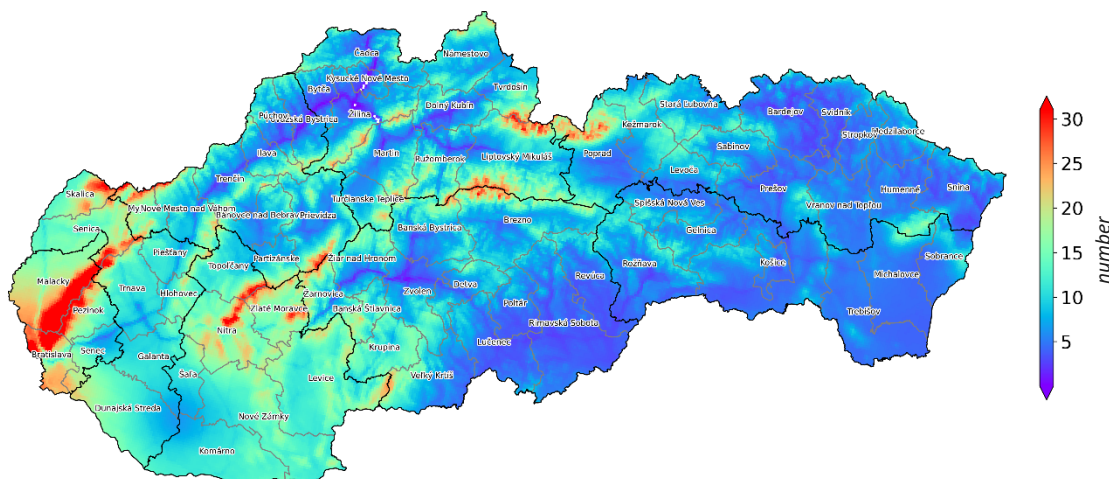 Čadca
Námestovo
Kysucké Nové Mesto
Bytča
Tvrdošín
Dolný Kubín
Stará Ľubovňa
Bardejov
Svidník
Žilina
Púchov
Považská Bystrica
Kežmarok
Stropkov
Medzilaborce
Ilava
Martin
Ružomberok
Liptovský Mikuláš
Poprad
Sabinov
Levoča
Trenčín
Prešov
Humenné
Snina
Skalica
Turčianske Teplice
Myjava
Nové Mesto nad Váhom
Bánovce nad Bebravou
Prievidza
Spišská Nová Ves
Vranov nad Topľou
Senica
Banská Bystrica
Brezno
Gelnica
Piešťany
Partizánske
Žiar nad Hronom
Sobrance
Topoľčany
Rožňava
Košice
Michalovce
Malacky
Trnava
Hlohovec
Žarnovica
Zvolen
Detva
Revúca
Pezinok
Zlaté Moravce
Banská Štiavnica
Poltár
Trebišov
Nitra
Rimavská Sobota
Bratislava
Senec
Galanta
Krupina
Lučenec
Šaľa
Levice
Veľký Krtíš
Dunajská Streda
Nové Zámky
Komárno
30
25
20
15
10
5
number